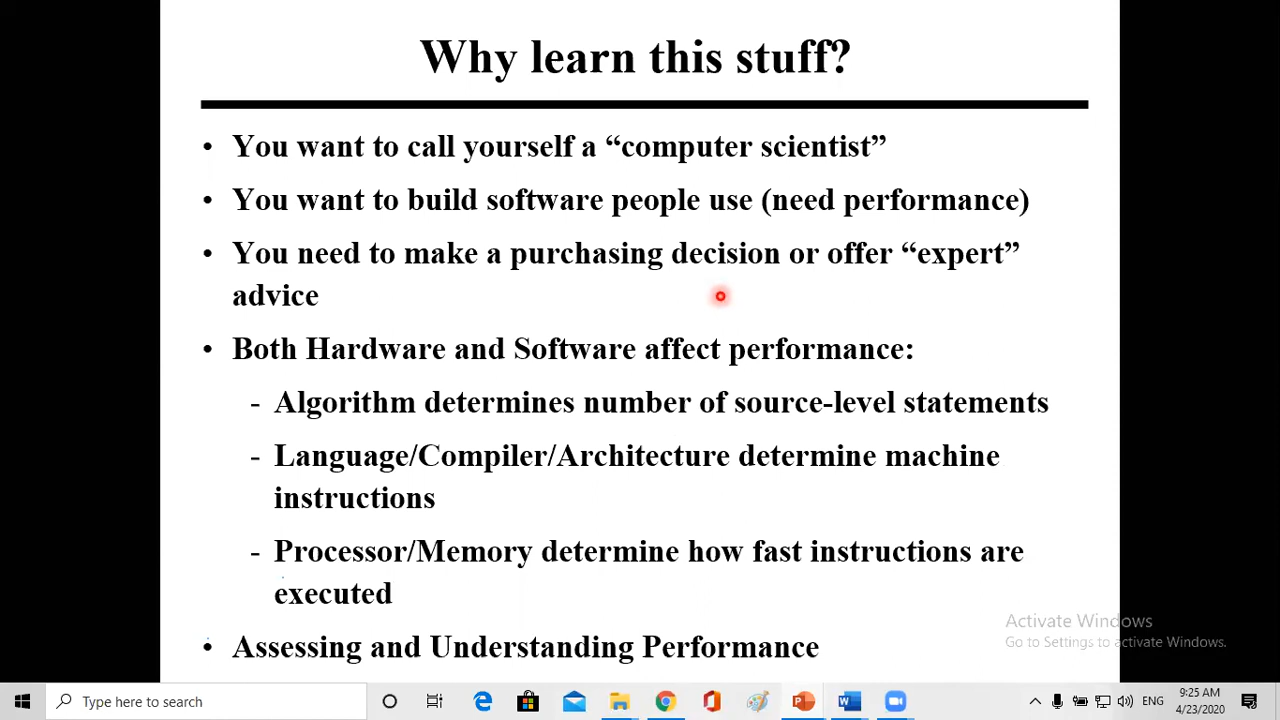 Why learn this stuff?
• You want to call yourself a “computer scientist”
• You want to build software people use (need performance)
• You need to make a purchasing decision or offer “expert”
advice
• Both Hardware and Software affect performance:
- Algorithm determines number of source-level statements
- Language/Compiler/Architecture determine machine
instructions
- Processor/Memory determine how fast instructions are
executed
• Assessing and Understanding Performance
Activate Windows
Go to Settings to activate Windows.
Type here to search
ENG
9:25 AM
4/23/2020